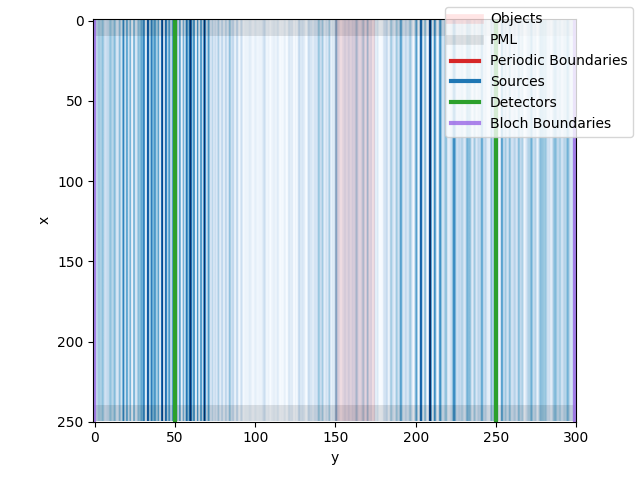 Objects
PML
Periodic Boundaries
Sources
Detectors
Bloch Boundaries
0
50
100
150
200
250
x
0 50 100 150 200 250 300
y